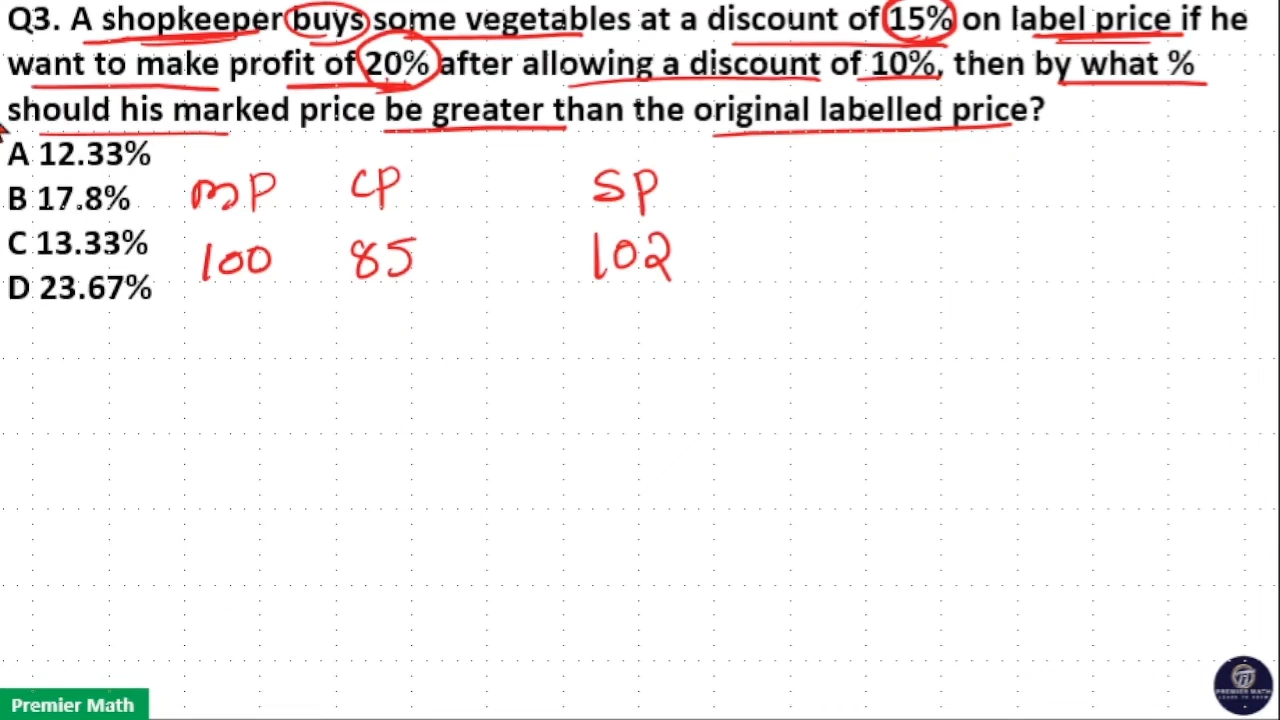 Q3. A shopkeeper buys some vegetables at a discount of 15% on label price if he
want to make profit of 20% after allowing a discount of 10%, then by what %
should his marked price be greater than the original labelled price?
A 12.33%
B 17.8%
C 13.33%
D 23.67%
MP CP SP
100 85 102
Premier Math
PREMIER MATH